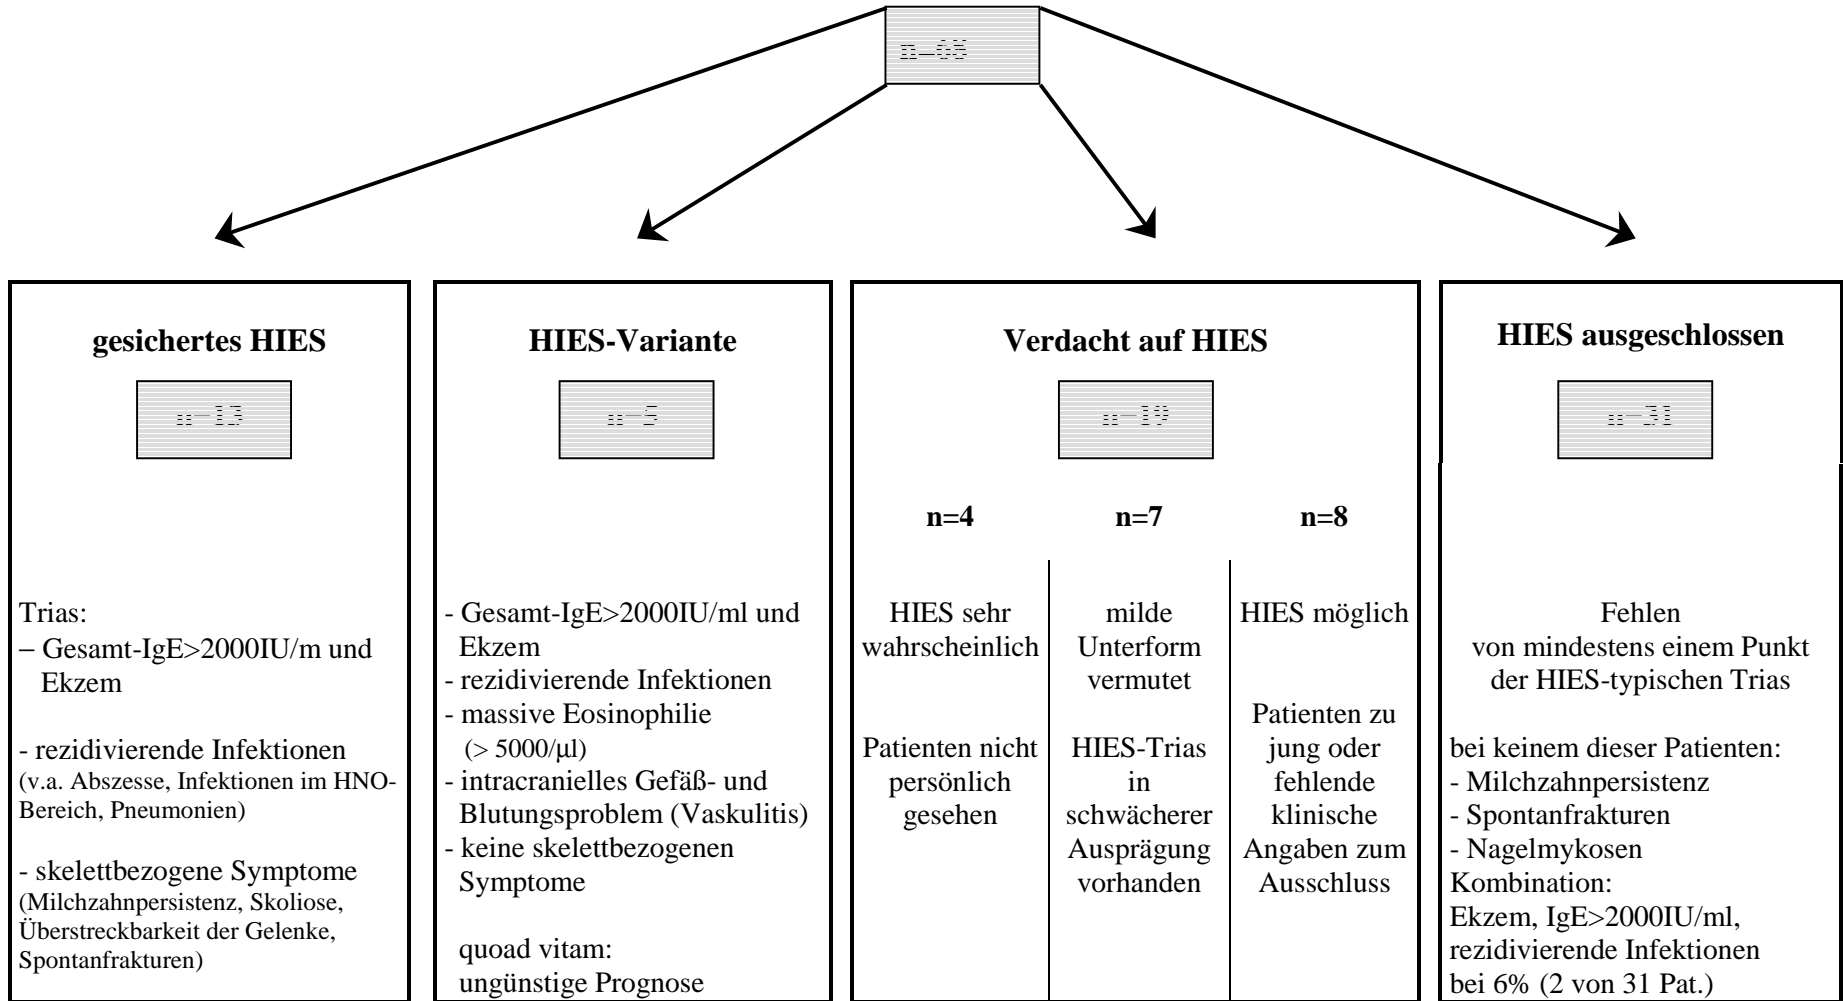 n=68
gesichertes HIES
n=13
Trias:
– Gesamt-IgE>2000IU/m und
Ekzem
- rezidivierende Infektionen
(v.a. Abszesse, Infektionen im HNO-
Bereich, Pneumonien)
- skelettbezogene Symptome
(Milchzahnpersistenz, Skoliose,
Überstreckbarkeit der Gelenke,
Spontanfrakturen)
HIES-Variante
n=5
- Gesamt-IgE>2000IU/ml und
Ekzem
- rezidivierende Infektionen
- massive Eosinophilie
(> 5000/µl)
- intracranielles Gefäß- und
Blutungsproblem (Vaskulitis)
- keine skelettbezogenen
Symptome
quoad vitam:
ungünstige Prognose
Verdacht auf HIES
n=19
n=4
HIES sehr
wahrscheinlich
Patienten nicht
persönlich
gesehen
n=7
milde
Unterform
vermutet
HIES-Trias
in
schwächerer
Ausprägung
vorhanden
n=8
HIES möglich
Patienten zu
jung oder
fehlende
klinische
Angaben zum
Ausschluss
HIES ausgeschlossen
n=31
Fehlen
von mindestens einem Punkt
der HIES-typischen Trias
bei keinem dieser Patienten:
- Milchzahnpersistenz
- Spontanfrakturen
- Nagelmykosen
Kombination:
Ekzem, IgE>2000IU/ml,
rezidivierende Infektionen
bei 6% (2 von 31 Pat.)